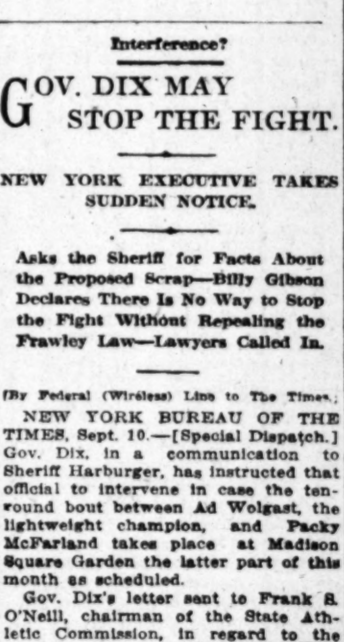 Interference?
GOV. DIX MAY
STOP THE FIGHT.
NEW YORK EXECUTIVE TAKES
SUDDEN NOTICE.
Asks the Sheriff for Facts About
the Proposed Scrap—Billy Gibson
Declares There Is No Way to Stop
the Fight Without Repealing the
Frawley Law—Lawyers Called In.
[By Federal (Wireless) Line to The Times.]
NEW YORK BUREAU OF THE
TIMES, Sept. 10.—[Special Dispatch.]
Gov. Dix, in a communication to
Sheriff Harburger, has instructed that
official to intervene in case the ten-
round bout between Ad Wolgast, the
lightweight champion, and Packy
McFarland takes place at Madison
Square Garden the latter part of this
month as scheduled.
Gov. Dix's letter sent to Frank S.
O'Neill, chairman of the State Ath-
letic Commission, in regard to the